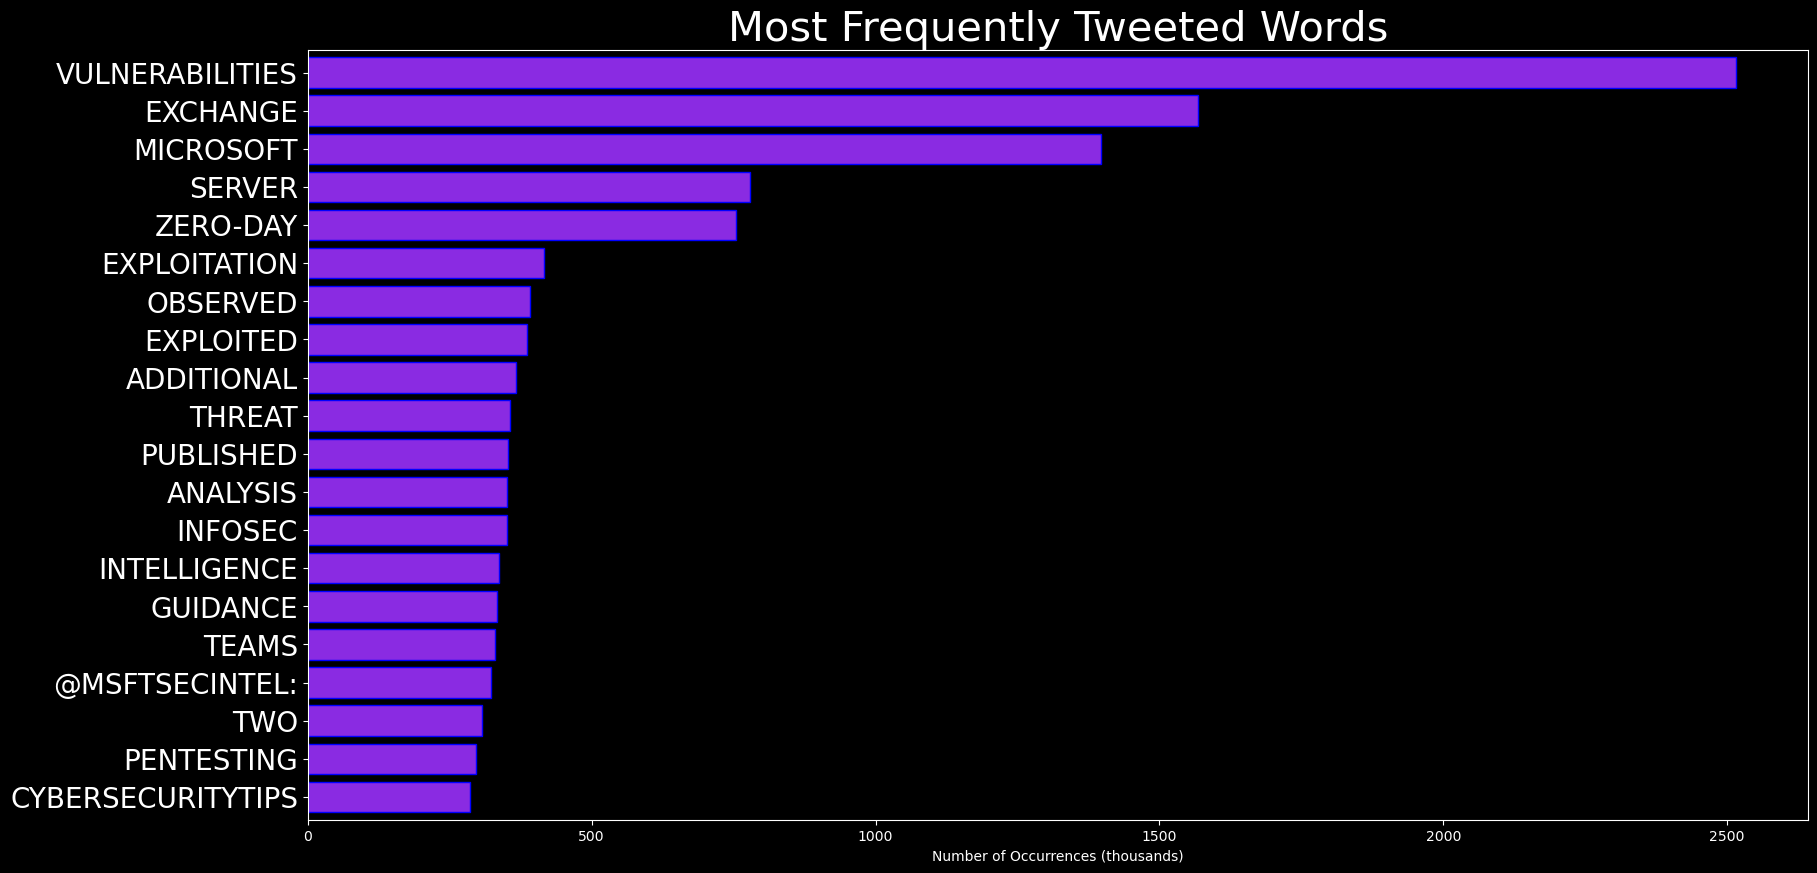 Most Frequently Tweeted Words
VULNERABILITIES
EXCHANGE
MICROSOFT
SERVER
ZERO-DAY
EXPLOITATION
OBSERVED
EXPLOITED
ADDITIONAL
THREAT
PUBLISHED
ANALYSIS
INFOSEC
INTELLIGENCE
GUIDANCE
TEAMS
@MSFTSECINTEL:
TWO
PENTESTING
CYBERSECURITYTIPS
0 500 1000 1500 2000 2500
Number of Occurrences (thousands)